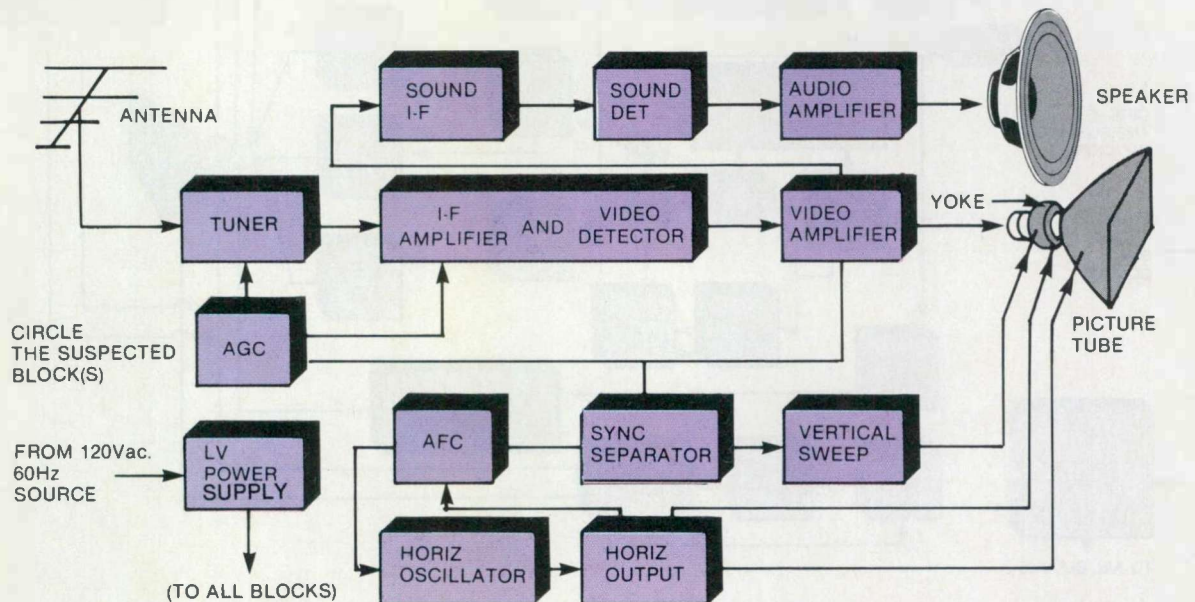 ANTENNA
SOUND
I-F
SOUND
DET
AUDIO
AMPLIFIER
SPEAKER
TUNER
I-F
AMPLIFIER
AND
VIDEO
DETECTOR
VIDEO
AMPLIFIER
YOKE
PICTURE
TUBE
CIRCLE
THE SUSPECTED
BLOCK(S)
AGC
FROM 120Vac.
60Hz
SOURCE
LV
POWER
SUPPLY
AFC
SYNC
SEPARATOR
VERTICAL
SWEEP
HORIZ
OSCILLATOR
HORIZ
OUTPUT
(TO ALL BLOCKS)